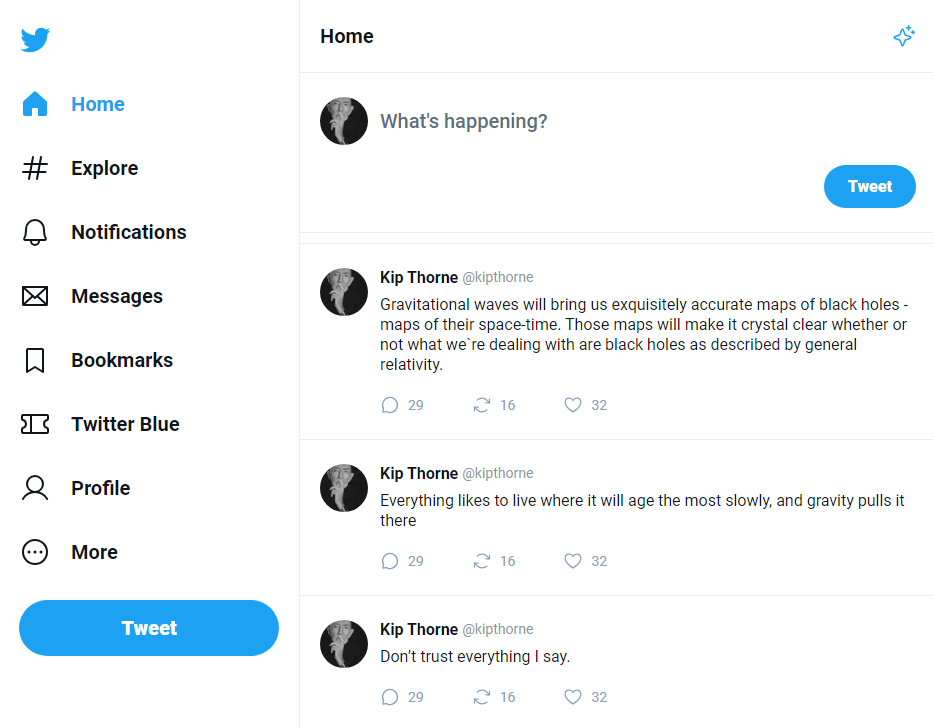 Home
Explore
Notifications
Messages
Bookmarks
Twitter Blue
Profile
More
Tweet
Home
What's happening?
Tweet
Kip Thorne @kipthorne
Gravitational waves will bring us exquisitely accurate maps of black holes -
maps of their space-time. Those maps will make it crystal clear whether or
not what we`re dealing with are black holes as described by general
relativity.
29 16 32
Kip Thorne @kipthorne
Everything likes to live where it will age the most slowly, and gravity pulls it
there
29 16 32
Kip Thorne @kipthorne
Don’t trust everything I say.
29 16 32